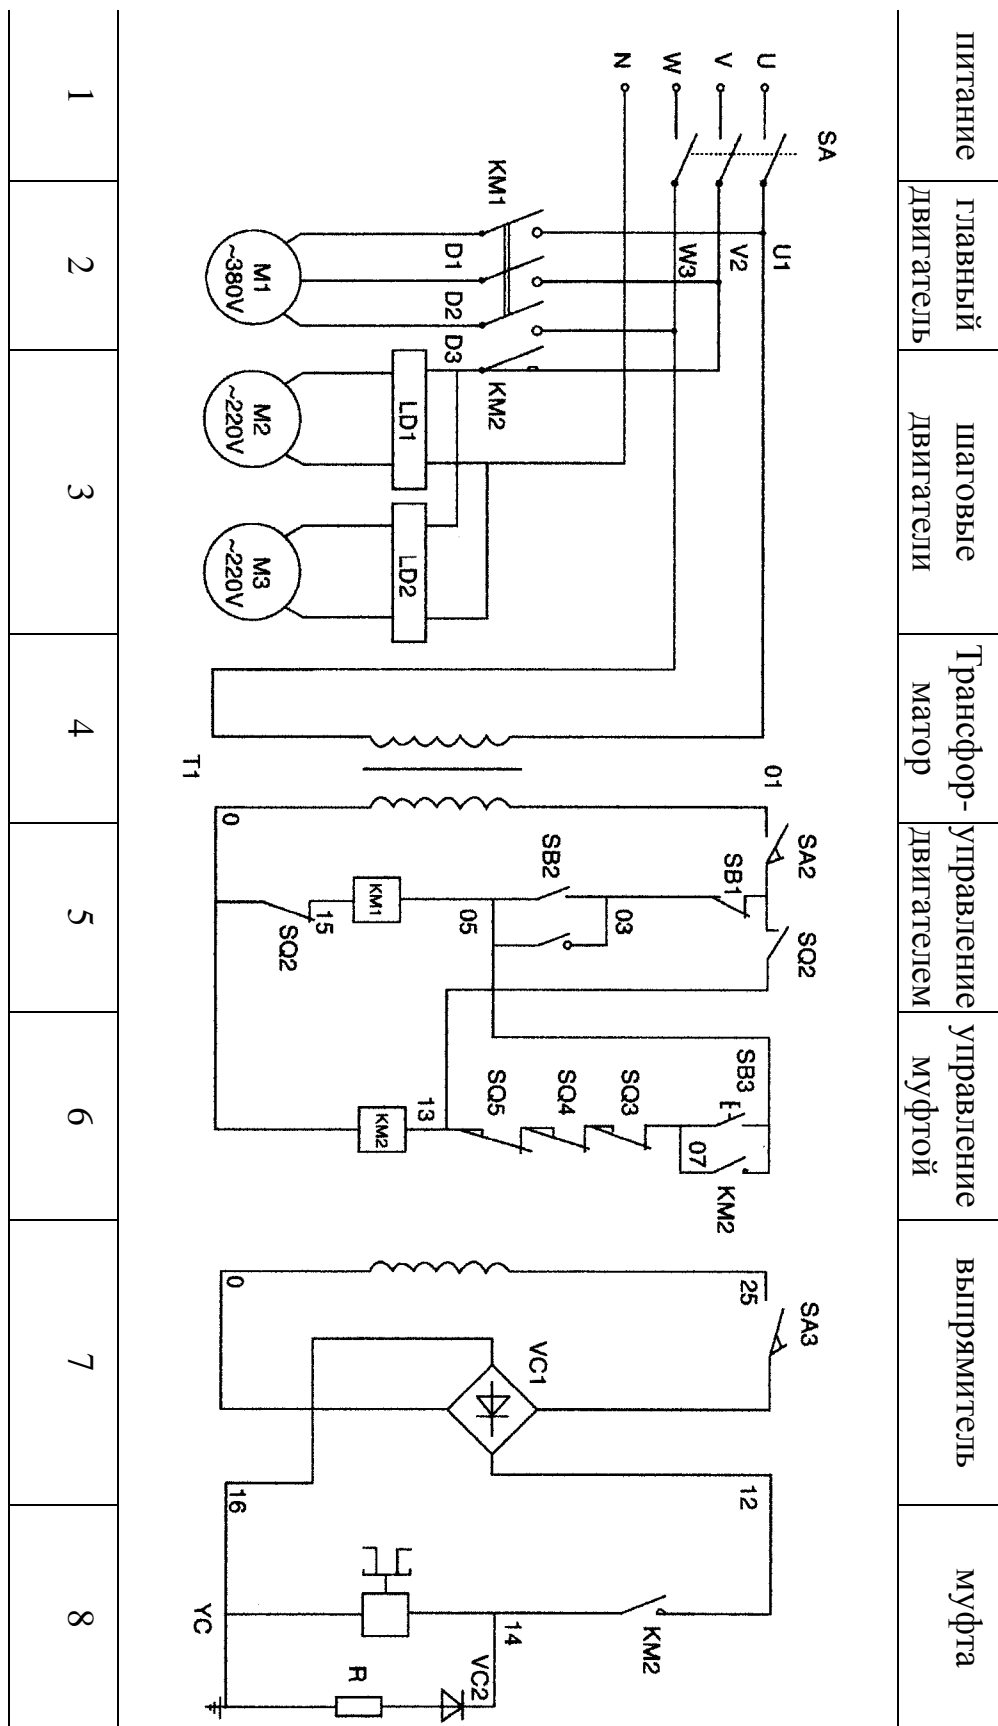 питание
главный
двигатель
шаговые
двигатели
Трансфор-
матор
управление
двигателем
управление
муфтой
выпрямитель
муфта
U
V
W
N
SA
U1
V2
W3
KM1
D1
D2
D3
KM2
M1
~380V
LD1
M2
~220V
LD2
M3
~220V
T1
01
0
SA2
SB1
SQ2
03
SB2
05
KM1
15
SQ2
SB3
07
KM2
SQ3
SQ4
SQ5
13
KM2
SA3
25
0
VC1
12
16
KM2
14
VC2
R
YC
1
2
3
4
5
6
7
8